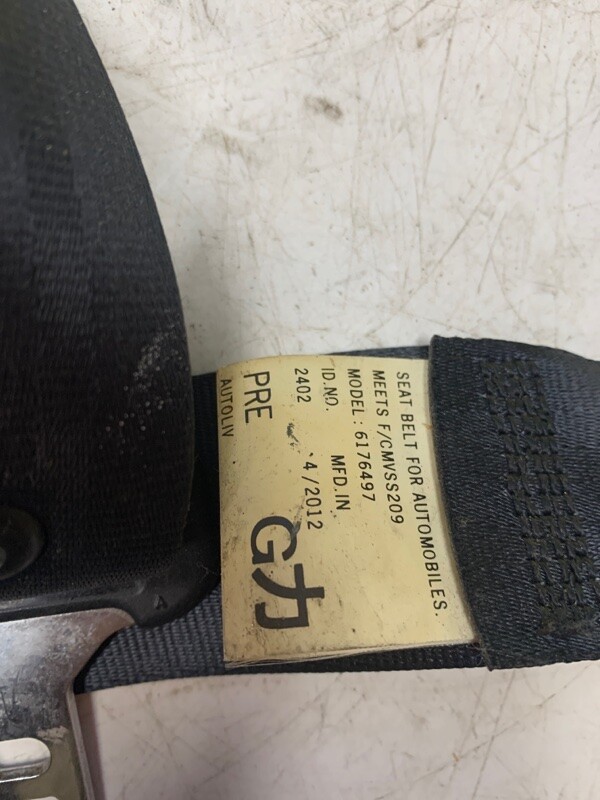 SEAT BELT FOR AUTOMOBILES.
MEETS F/CMVSS209
MODEL : 6176497
ID.NO. MFD.IN
2402 4/2012
PRE Gカ
AUTOLIV
A